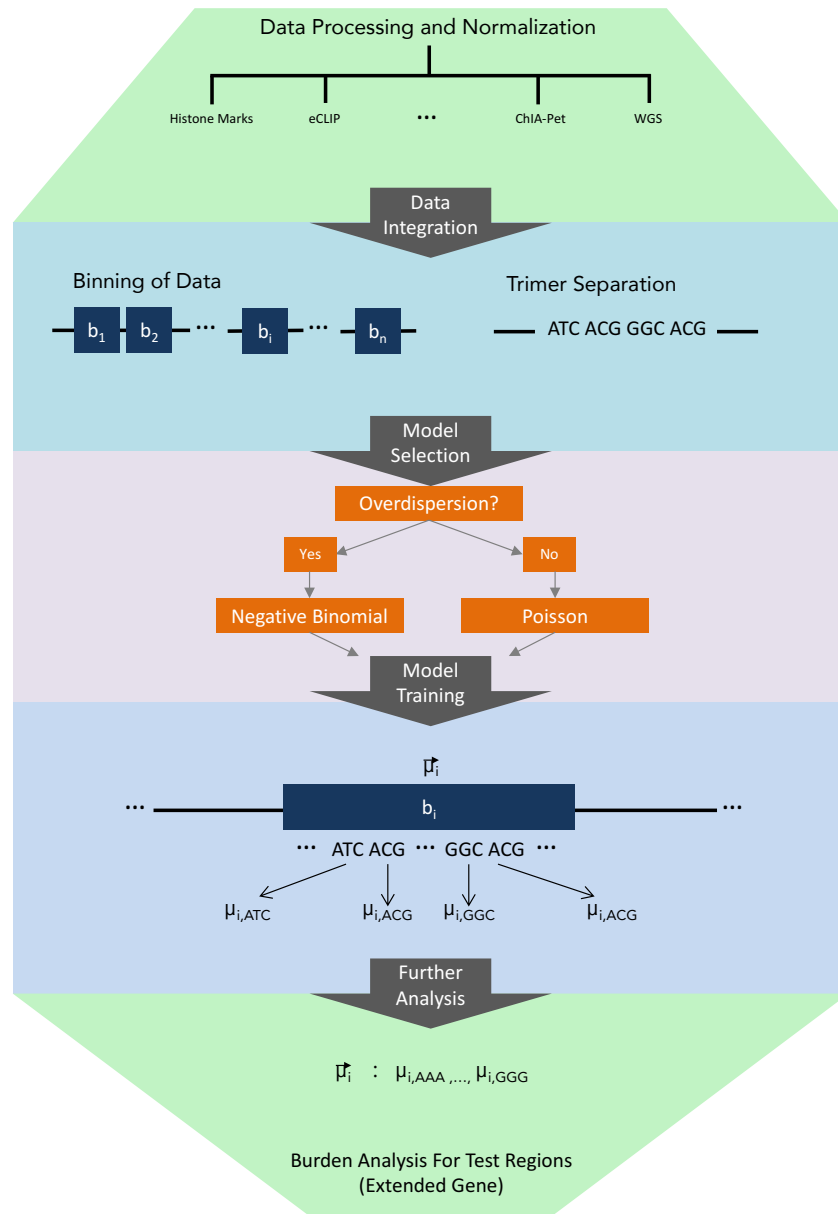 Data Processing and Normalization
Histone Marks eCLIP ... ChIA-Pet WGS
Data
Integration
Binning of Data
Trimer Separation
b1 b2 ... bi ... bn
ATC ACG GGC ACG
Model
Selection
Overdispersion?
Yes No
Negative Binomial Poisson
Model
Training
μ⃗i
... bi ...
... ATC ACG ... GGC ACG ...
μi,ATC μi,ACG μi,GGC μi,ACG
Further
Analysis
μ⃗i : μi,AAA ,..., μi,GGG
Burden Analysis For Test Regions
(Extended Gene)